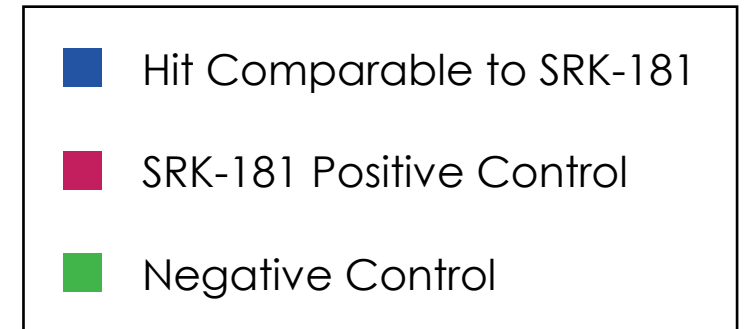 Hit Comparable to SRK-181
SRK-181 Positive Control
Negative Control